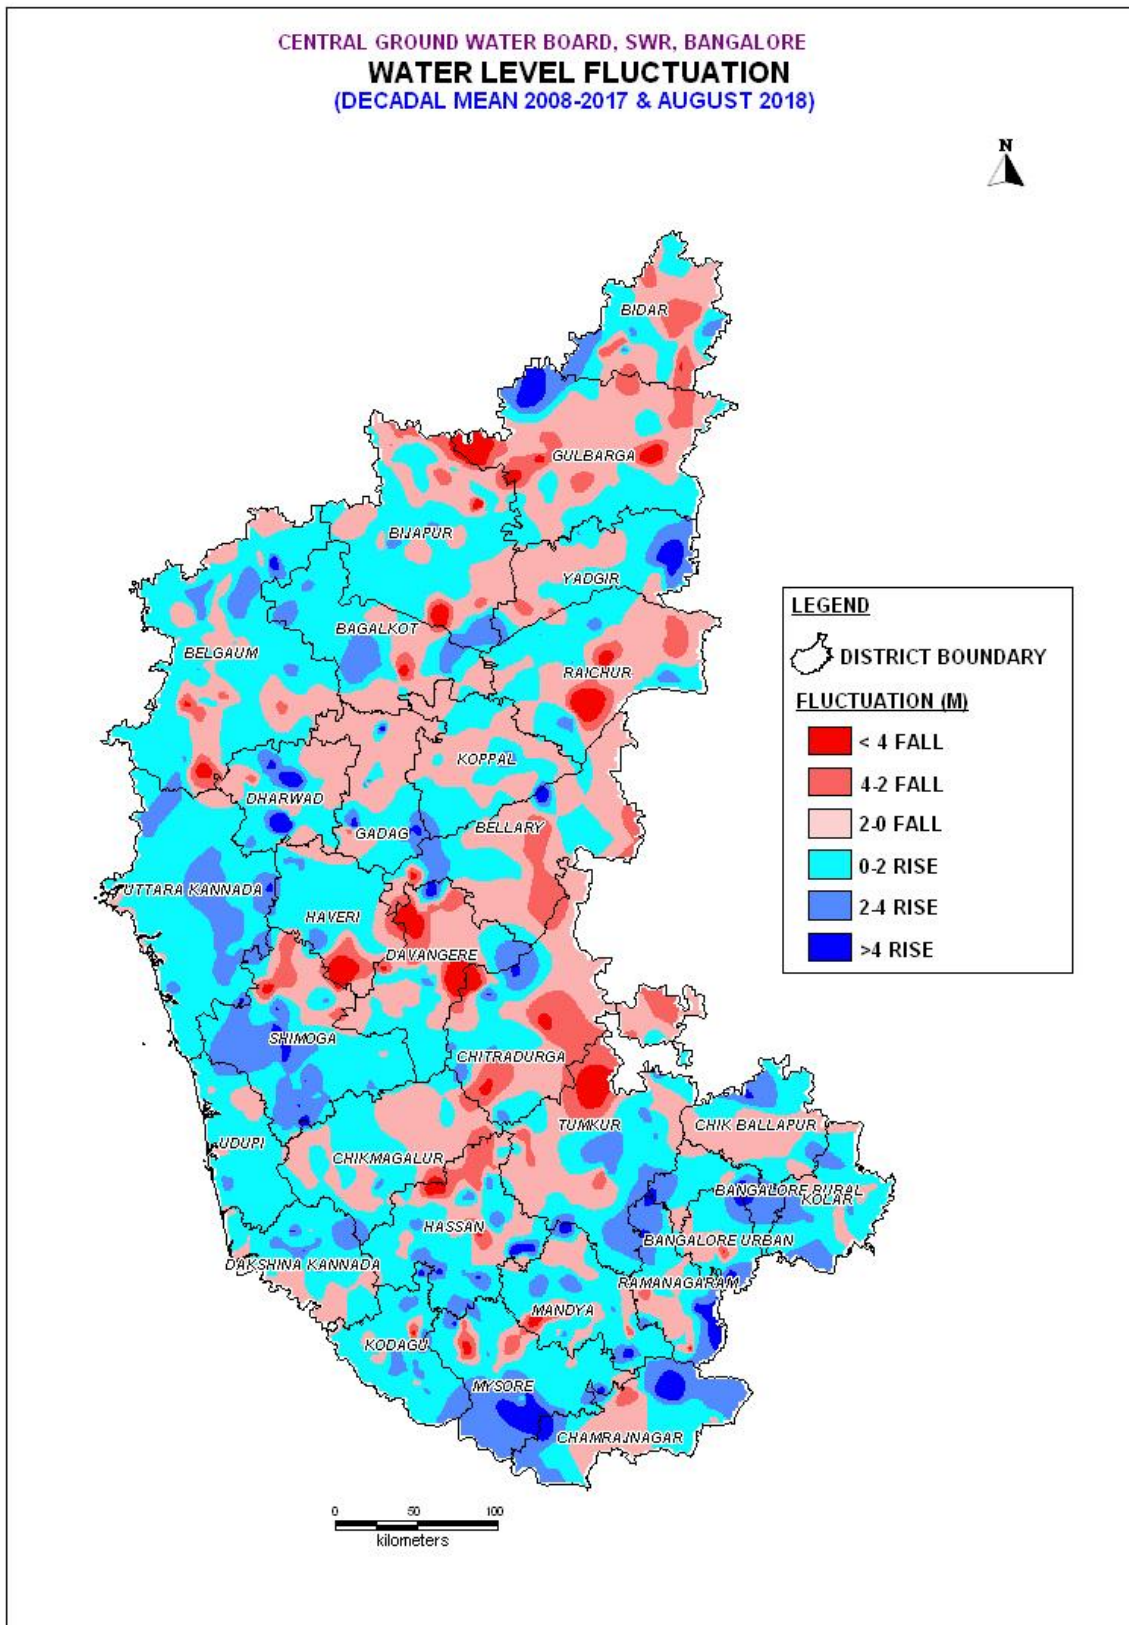 CENTRAL GROUND WATER BOARD, SWR, BANGALORE
WATER LEVEL FLUCTUATION
(DECADAL MEAN 2008-2017 & AUGUST 2018)
N
BIDAR
GULBARGA
BIJAPUR
YADGIR
BAGALKOT
BELGAUM
RAICHUR
KOPPAL
DHARWAD
GADAG
BELLARY
UTTARA KANNADA
HAVERI
DAVANGERE
SHIMOGA
CHITRADURGA
TUMKUR
CHIK BALLAPUR
UDUPI
CHIKMAGALUR
BANGALORE RURAL
KOLAR
HASSAN
BANGALORE URBAN
DAKSHINA KANNADA
RAMANAGARAM
MANDYA
KODAGU
MYSORE
CHAMRAJNAGAR
LEGEND
DISTRICT BOUNDARY
FLUCTUATION (M)
< 4 FALL
4-2 FALL
2-0 FALL
0-2 RISE
2-4 RISE
>4 RISE
0 50 100
kilometers